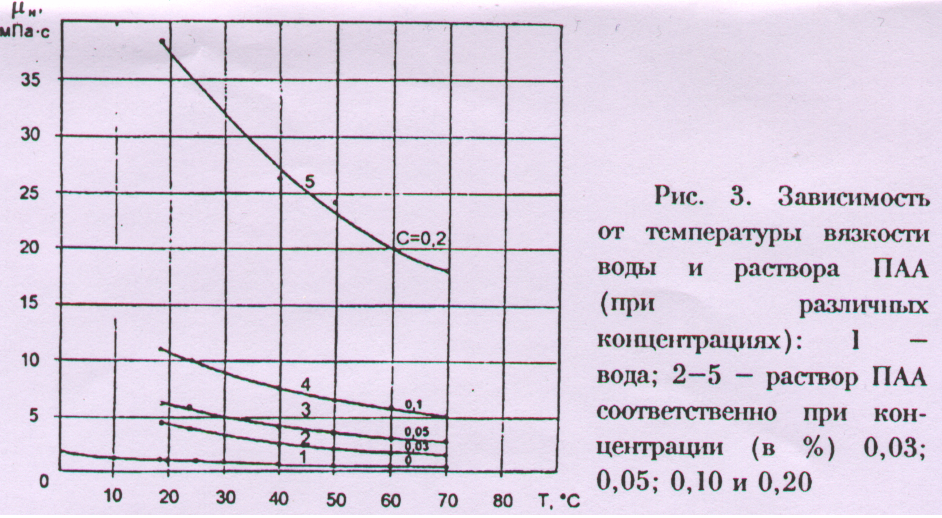 μн,
мПа·с
35
30
25
20
15
10
5
0
10 20 30 40 50 60 70 80 T, °C
5
C=0,2
4
0,1
3
0,05
2
0,03
1
0
Рис. 3. Зависимость
от температуры вязкости
воды и раствора ПАА
(при различных
концентрациях): 1 –
вода; 2–5 – раствор ПАА
соответственно при кон-
центрации (в %) 0,03;
0,05; 0,10 и 0,20